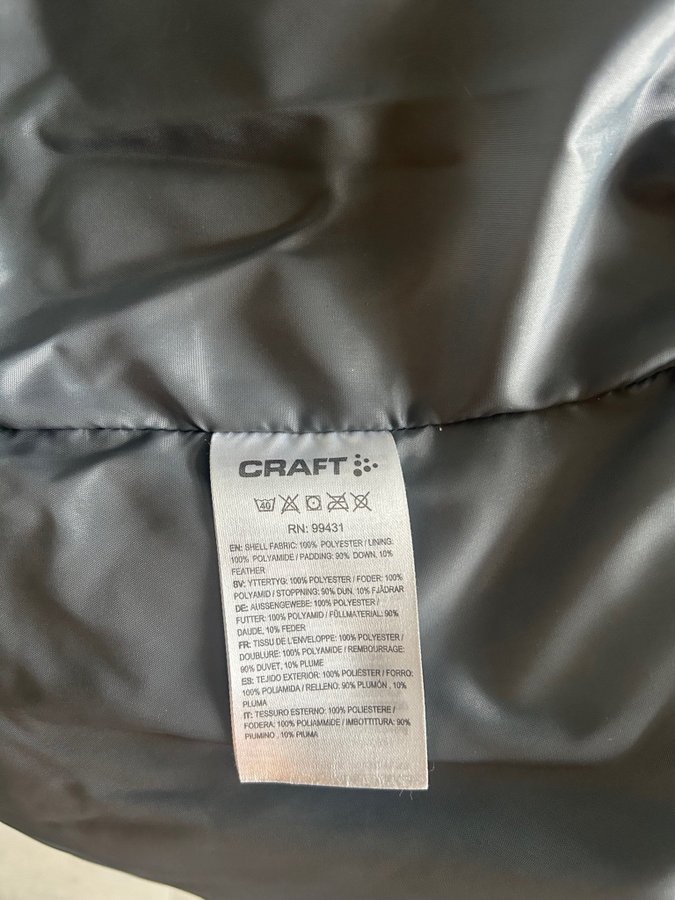 CRAFT
40
RN: 99431
EN: SHELL FABRIC: 100% POLYESTER / LINING:
100% POLYAMIDE / PADDING: 90% DOWN, 10%
FEATHER
SV: YTTERTYG: 100% POLYESTER / FODER: 100%
POLYAMID / STOPPNING: 90% DUN, 10% FJÄDRAR
DE: AUSSENGEWEBE: 100% POLYESTER /
FUTTER: 100% POLYAMID / FÜLLMATERIAL: 90%
DAUDE, 10% FEDER
FR: TISSU DE L'ENVELOPPE: 100% POLYESTER /
DOUBLURE: 100% POLYAMIDE / REMBOURRAGE:
90% DUVET, 10% PLUME
ES: TEJIDO EXTERIOR: 100% POLIÉSTER / FORRO:
100% POLIAMIDA / RELLENO: 90% PLUMÓN , 10%
PLUMA
IT: TESSURO ESTERNO: 100% POLIESTERE /
FODERA: 100% POLIAMMIDE / IMBOTTITURA: 90%
PIUMINO , 10% PIUMA